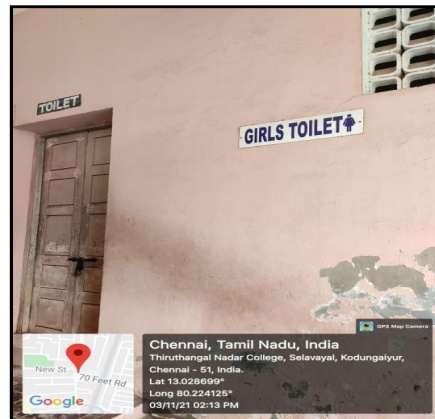 TOILET
GIRLS TOILET
GPS Map Camera
New St
70 Feet Rd
Google
Chennai, Tamil Nadu, India
Thiruthangal Nadar College, Selavayal, Kodungaiyur,
Chennai - 51, India.
Lat 13.028699°
Long 80.224125°
03/11/21 02:13 PM